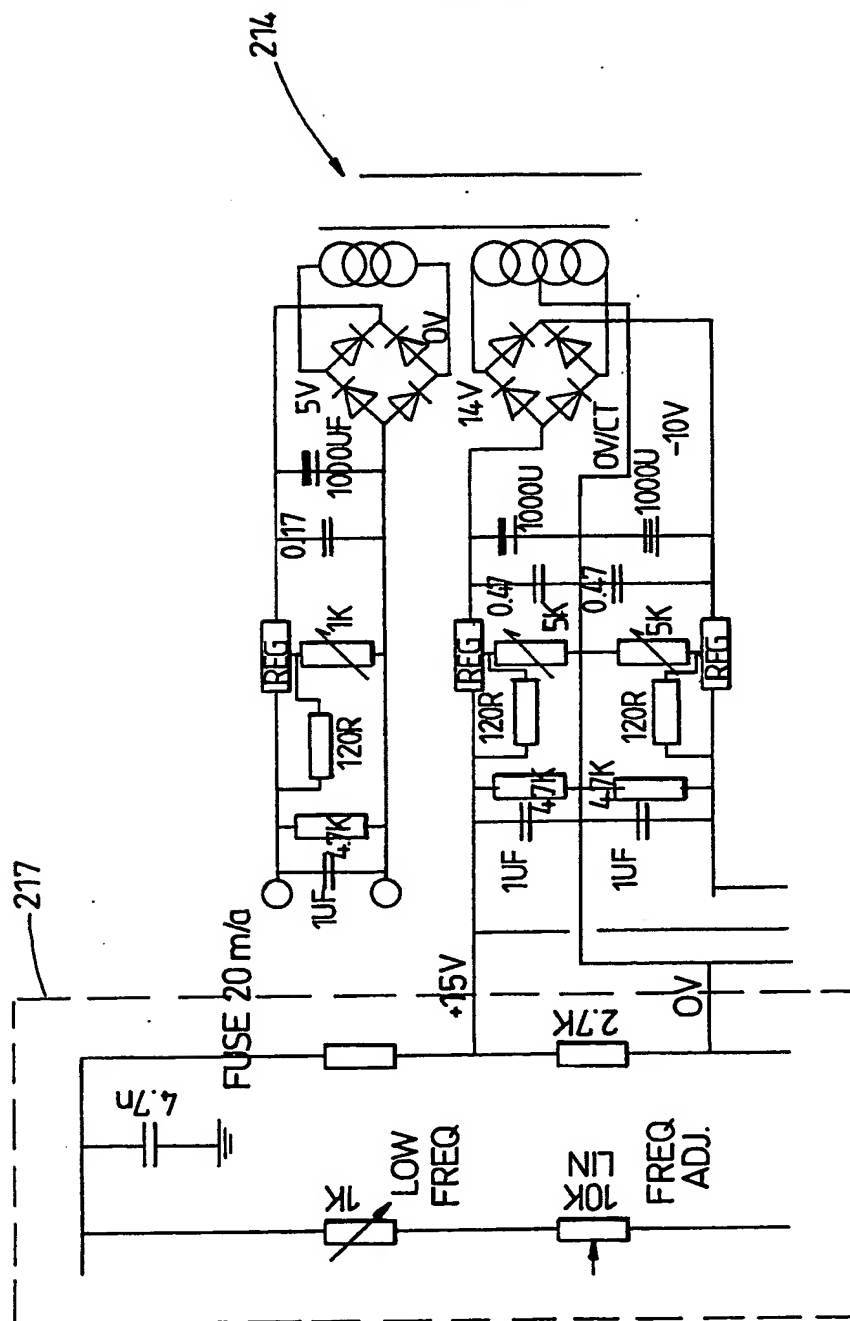 214
217
5V
0V
1000UF
0.17
REG
1K
120R
4.7K
1UF
14V
0V/CT
-10V
1000U
1000U
0.47
0.47
REG
5K
5K
REG
120R
120R
4.7K
4.7K
1UF
1UF
FUSE 20 m/a
+15V
0V
2.7K
4.7n
1K
LOW
FREQ
10K
LIN
FREQ
ADJ.